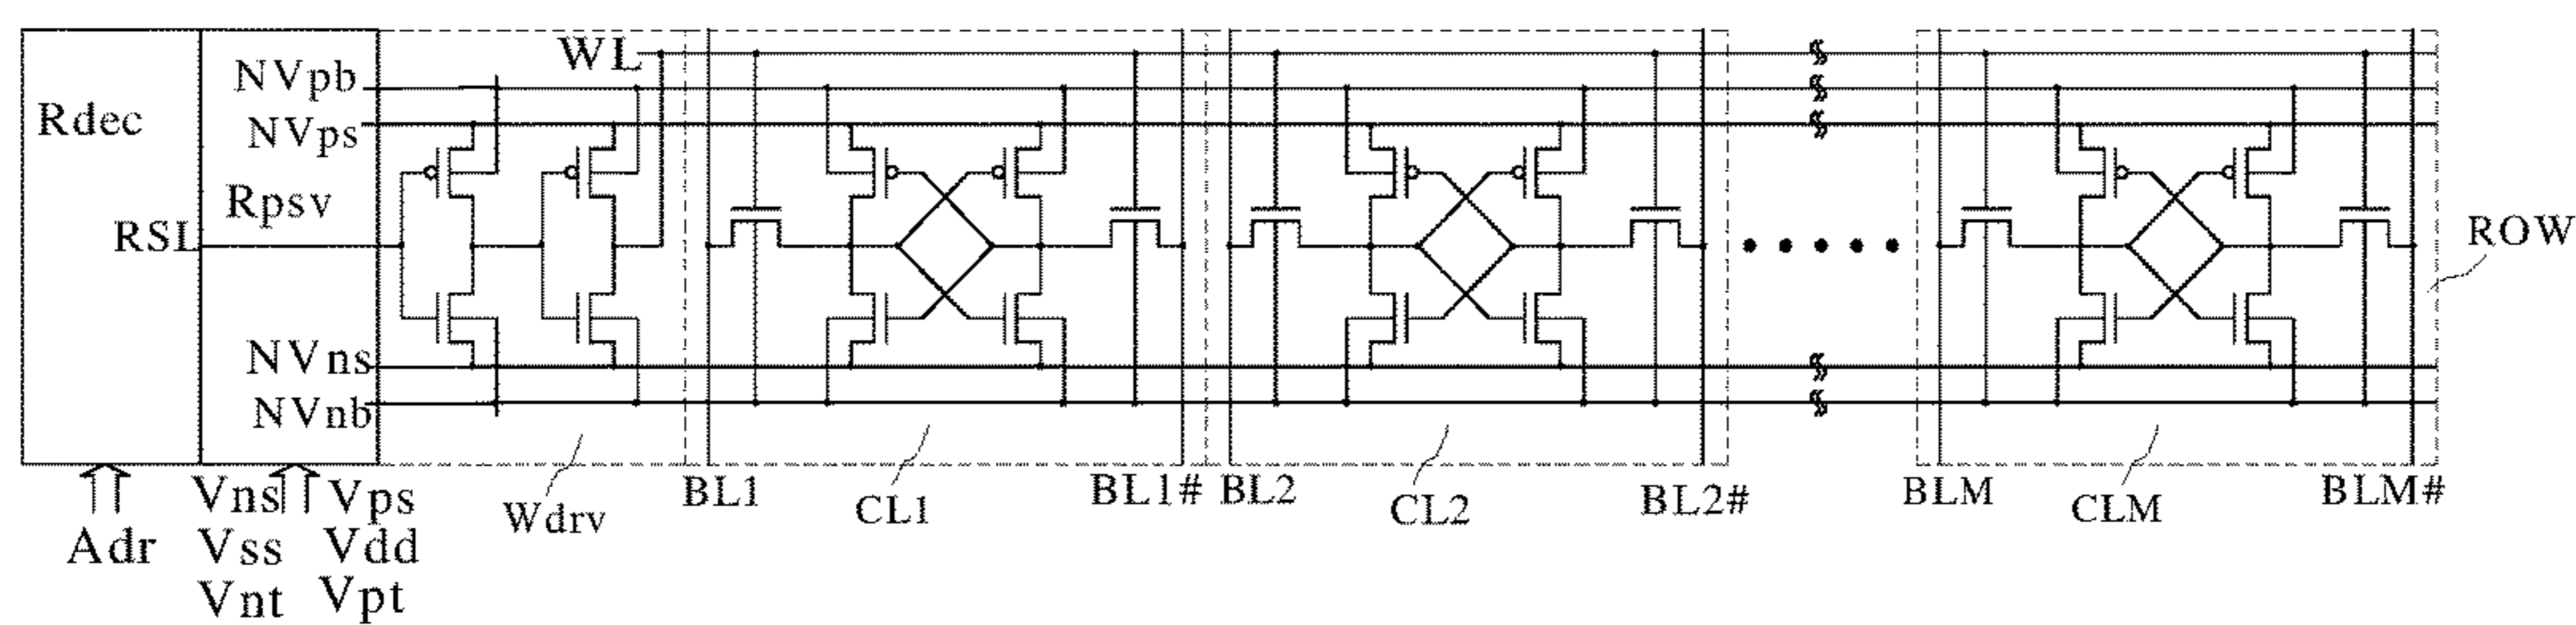 WL
NVpb
Rdec
NVps
Rpsv
RSL
ROW
NVns
NVnb
Vns Vps
Wdrv
BL1
CL1
BL1# BL2
CL2
BL2#
BLM
CLM
BLM#
Adr
Vss Vdd
Vnt Vpt